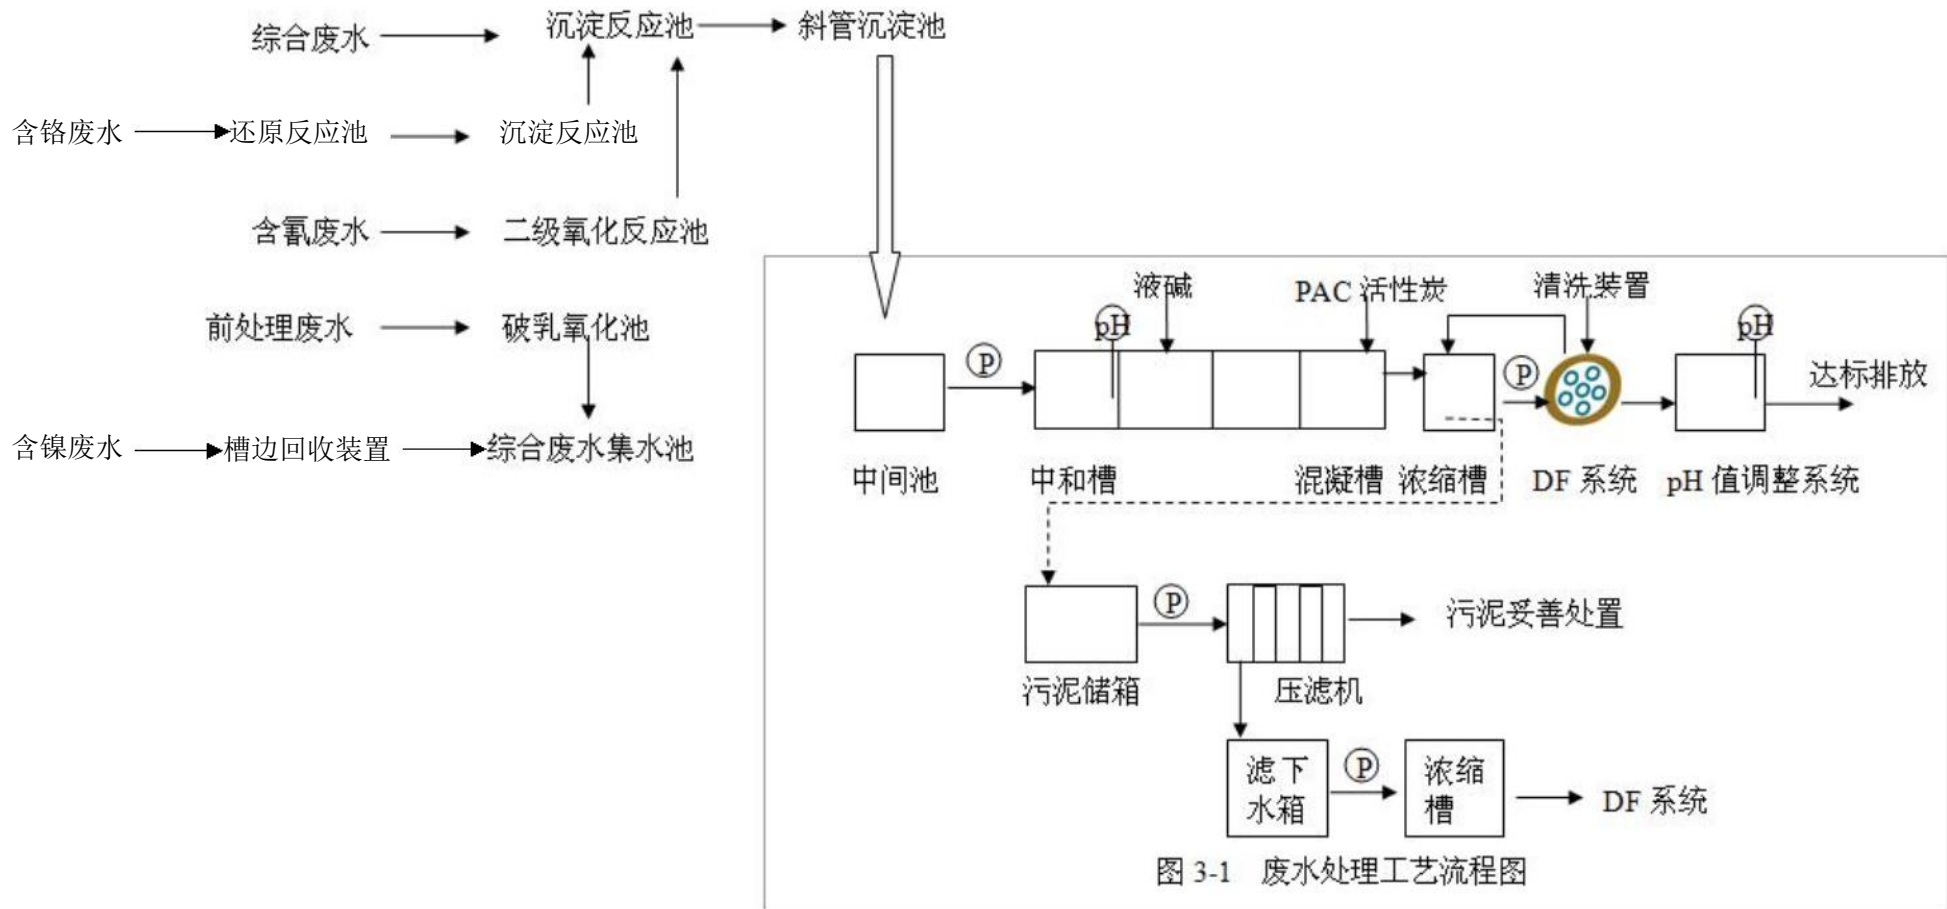 综合废水
沉淀反应池
斜管沉淀池
含铬废水
还原反应池
沉淀反应池
含氰废水
二级氧化反应池
前处理废水
破乳氧化池
含镍废水
槽边回收装置
综合废水集水池
液碱
PAC 活性炭
清洗装置
pH
pH
P
P
达标排放
中间池
中和槽
混凝槽
浓缩槽
DF 系统
pH 值调整系统
P
污泥妥善处置
污泥储箱
压滤机
滤下
水箱
P
浓缩
槽
DF 系统
图 3-1 废水处理工艺流程图